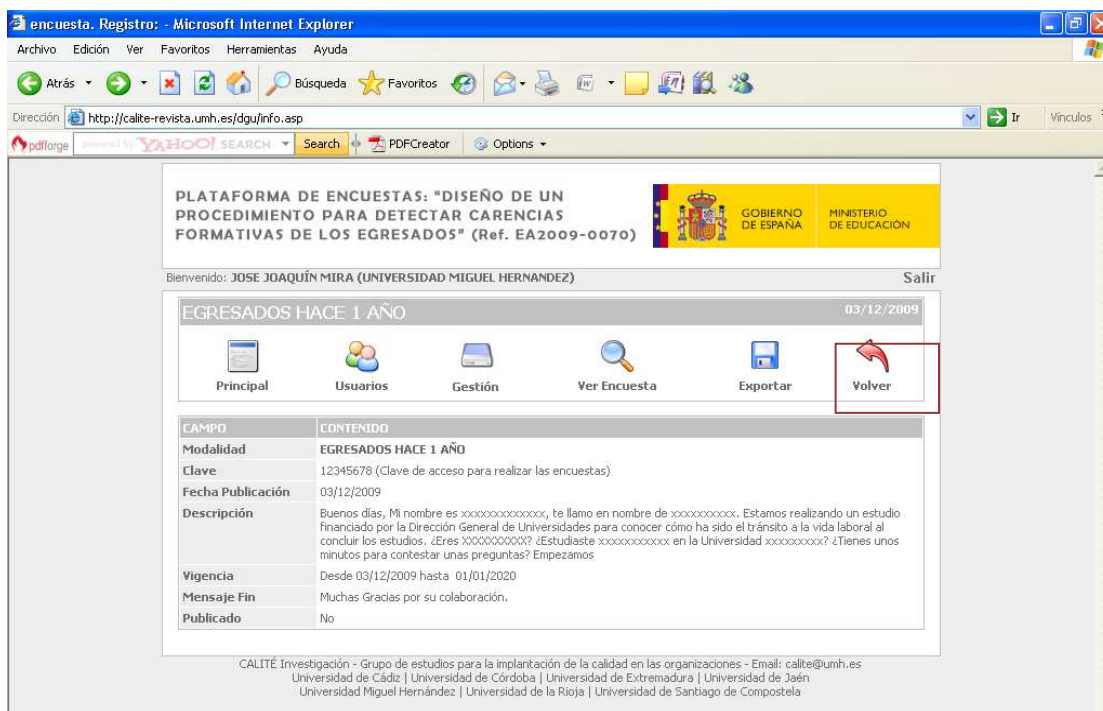 encuesta. Registro: - Microsoft Internet Explorer
Archivo Edición Ver Favoritos Herramientas Ayuda
Atrás Búsqueda Favoritos
Dirección http://calite-revista.umh.es/dgu/info.asp Ir Vínculos
pdfforge powered by YAHOO! SEARCH Search PDFCreator Options
PLATAFORMA DE ENCUESTAS: "DISEÑO DE UN
PROCEDIMIENTO PARA DETECTAR CARENCIAS
FORMATIVAS DE LOS EGRESADOS" (Ref. EA2009-0070)
GOBIERNO
DE ESPAÑA
MINISTERIO
DE EDUCACIÓN
Bienvenido: JOSE JOAQUÍN MIRA (UNIVERSIDAD MIGUEL HERNANDEZ) Salir
EGRESADOS HACE 1 AÑO 03/12/2009
Principal Usuarios Gestión Ver Encuesta Exportar Volver
CAMPO CONTENIDO
Modalidad EGRESADOS HACE 1 AÑO
Clave 12345678 (Clave de acceso para realizar las encuestas)
Fecha Publicación 03/12/2009
Descripción Buenos días, Mi nombre es xxxxxxxxxxxxx, te llamo en nombre de xxxxxxxxxx. Estamos realizando un estudio
financiado por la Dirección General de Universidades para conocer cómo ha sido el tránsito a la vida laboral al
concluir los estudios. ¿Eres XXXXXXXXXX? ¿Estudiaste xxxxxxxxxxx en la Universidad xxxxxxxxx? ¿Tienes unos
minutos para contestar unas preguntas? Empezamos
Vigencia Desde 03/12/2009 hasta 01/01/2020
Mensaje Fin Muchas Gracias por su colaboración.
Publicado No
CALITÉ Investigación - Grupo de estudios para la implantación de la calidad en las organizaciones - Email: calite@umh.es
Universidad de Cádiz | Universidad de Córdoba | Universidad de Extremadura | Universidad de Jaén
Universidad Miguel Hernández | Universidad de la Rioja | Universidad de Santiago de Compostela